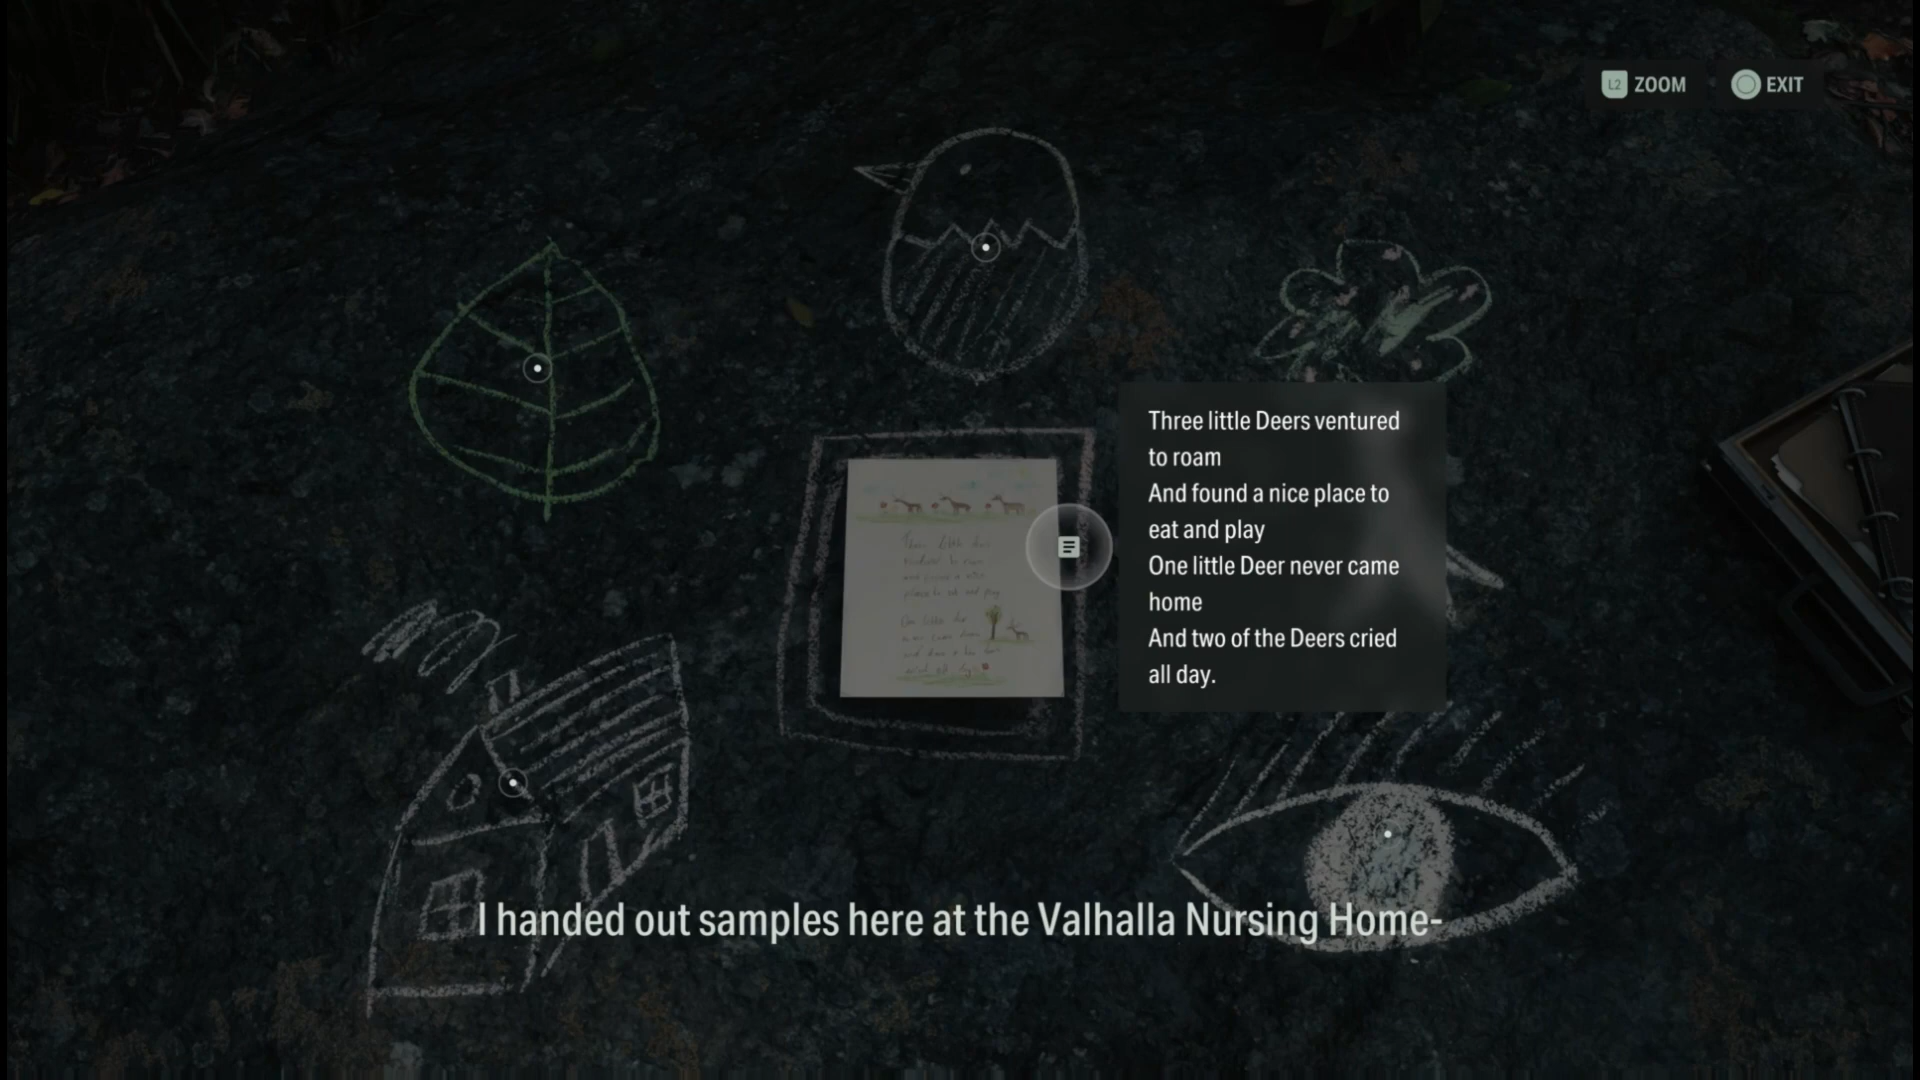 L2 ZOOM
EXIT
Three little Deers ventured
to roam
And found a nice place to
eat and play
One little Deer never came
home
And two of the Deers cried
all day.
I handed out samples here at the Valhalla Nursing Home-